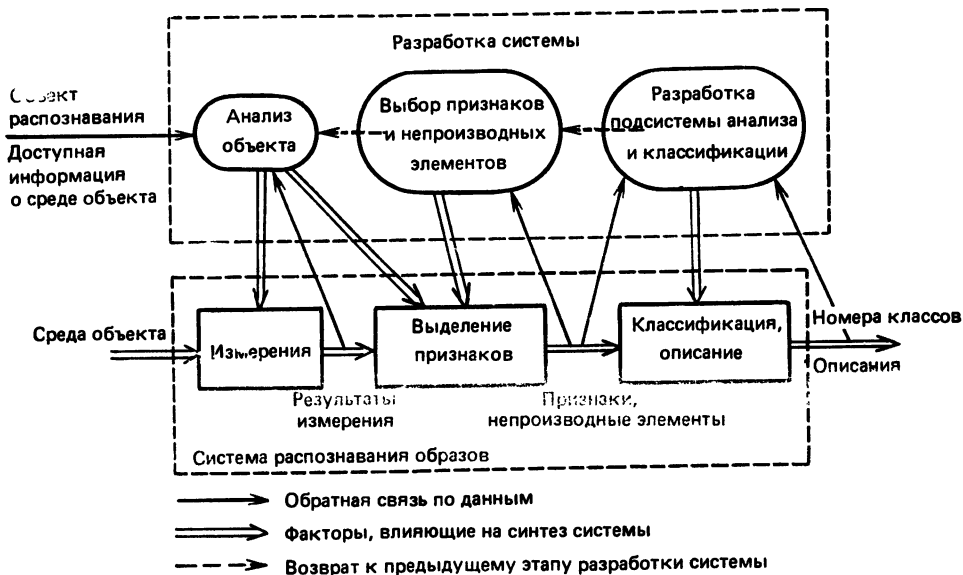 Разработка системы
Объект
распознавания
Доступная
информация
о среде объекта
Анализ
объекта
Выбор признаков
и непроизводных
элементов
Разработка
подсистемы анализа
и классификации
Среда объекта
Измерения
Выделение
признаков
Классификация,
описание
Номера классов
Описания
Результаты
измерения
Признаки,
непроизводные элементы
Система распознавания образов
Обратная связь по данным
Факторы, влияющие на синтез системы
Возврат к предыдущему этапу разработки системы